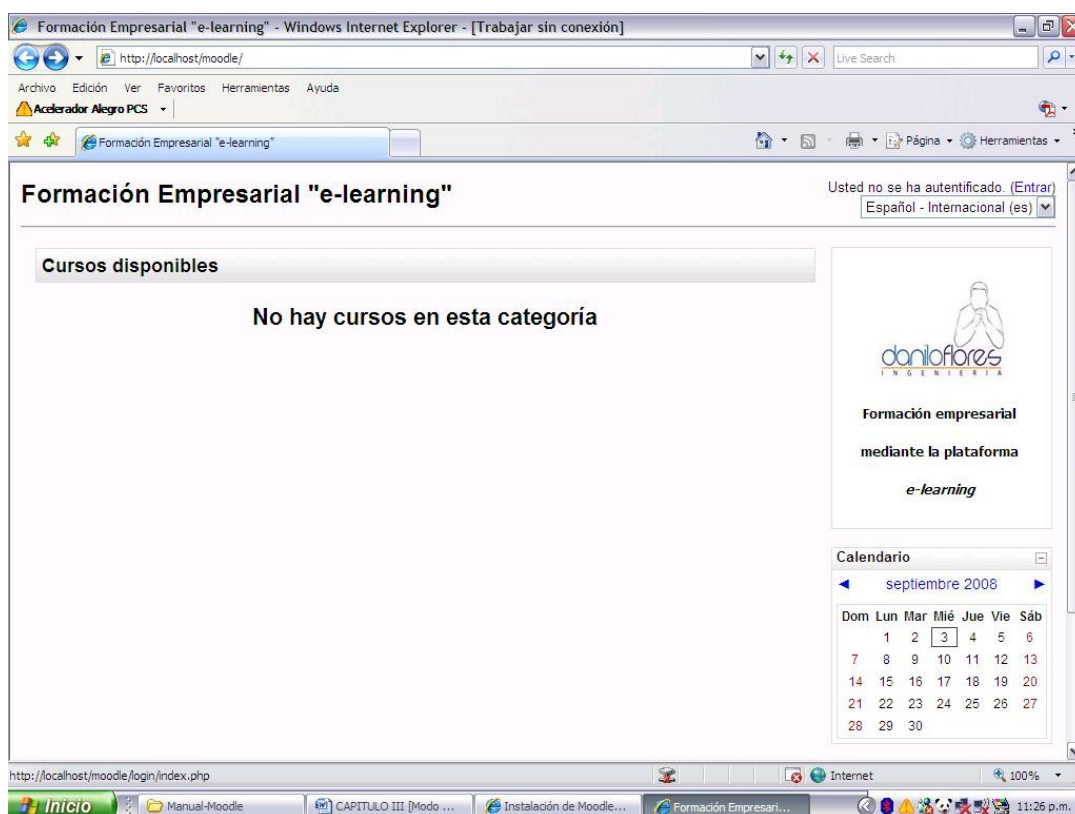 Formación Empresarial "e-learning" - Windows Internet Explorer - [Trabajar sin conexión]
http://localhost/moodle/
Live Search
Archivo Edición Ver Favoritos Herramientas Ayuda
Acelerador Alegro PCS
Formación Empresarial "e-learning"
Página Herramientas
Formación Empresarial "e-learning"
Usted no se ha autentificado. (Entrar)
Español - Internacional (es)
Cursos disponibles
No hay cursos en esta categoría
daniloflores
INGENIERIA
Formación empresarial
mediante la plataforma
e-learning
Calendario
septiembre 2008
Dom Lun Mar Mié Jue Vie Sáb
1 2 3 4 5 6
7 8 9 10 11 12 13
14 15 16 17 18 19 20
21 22 23 24 25 26 27
28 29 30
http://localhost/moodle/login/index.php
Internet
100%
Inicio
Manual-Moodle
CAPITULO III [Modo ...
Instalación de Moodle...
Formación Empresari...
11:26 p.m.